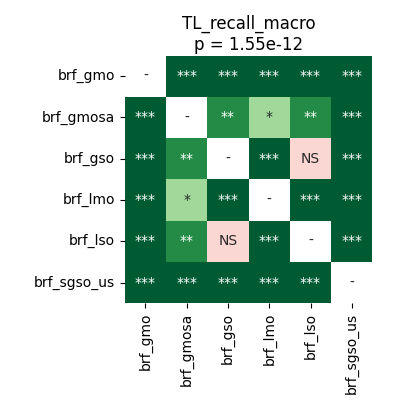 TL_recall_macro
p = 1.55e-12
brf_gmo - *** *** *** *** ***
brf_gmosa *** - ** * ** ***
brf_gso *** ** - *** NS ***
brf_lmo *** * *** - *** ***
brf_lso *** ** NS *** - ***
brf_sgso_us *** *** *** *** *** -
brf_gmo brf_gmosa brf_gso brf_lmo brf_lso brf_sgso_us